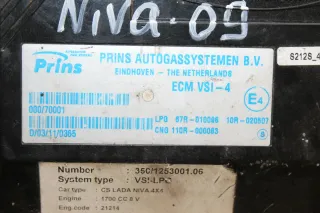 NIVA-09
Prins
PRINS AUTOGASSYSTEMEN B.V.
EINDHOVEN - THE NETHERLANDS
ECM VSI-4
S212S_4
E4
000/70001
LPG 67R-010086 10R-020507
D/03/11/0365
CNG 110R-000083
Number : 350/1253001.06
System type: VSI-LPG
Car type : CS LADA NIVA 4X4
Engine : 1700 CC 8 V
Eng.code : 21214